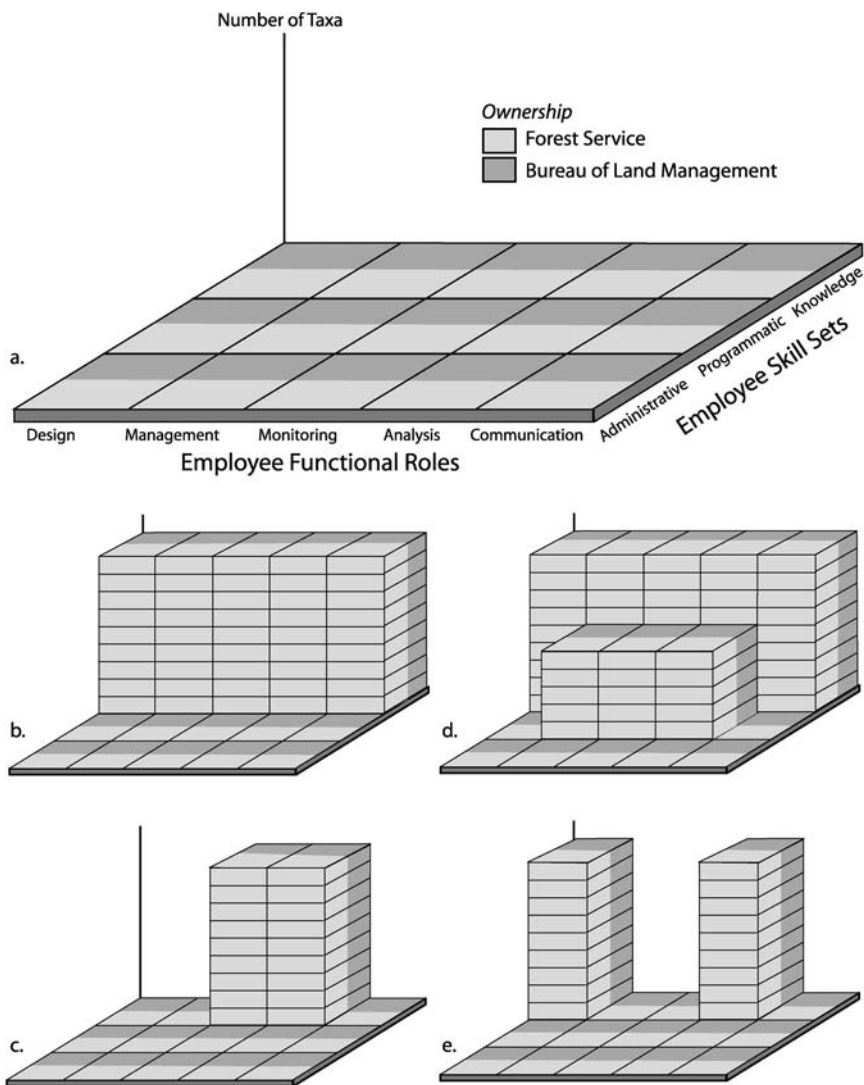 Number of Taxa
Ownership
Forest Service
Bureau of Land Management
a.
Design Management Monitoring Analysis Communication
Employee Functional Roles
Administrative Programmatic Knowledge
Employee Skill Sets
b.
d.
c.
e.